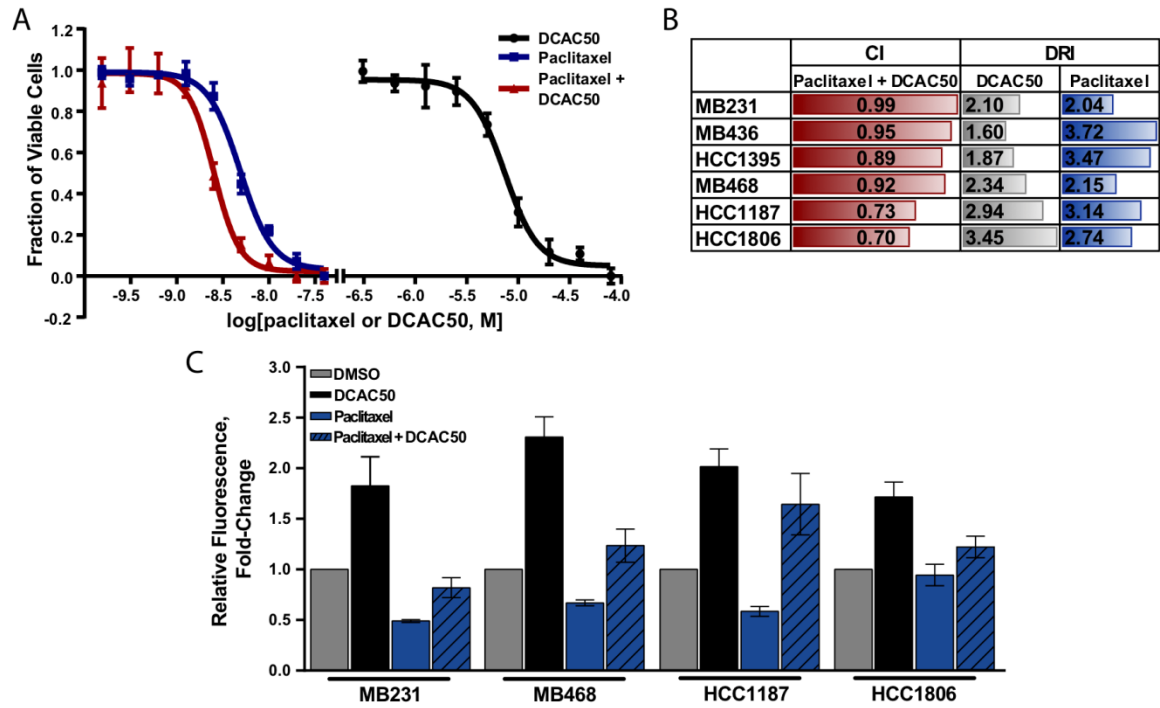 A
Fraction of Viable Cells
1.2
1.0
0.8
0.6
0.4
0.2
0.0
-0.2
-9.5 -9.0 -8.5 -8.0 -7.5 -6.5 -6.0 -5.5 -5.0 -4.5 -4.0
log[paclitaxel or DCAC50, M]
DCAC50
Paclitaxel
Paclitaxel +
DCAC50
B
CI DRI
Paclitaxel + DCAC50 DCAC50 Paclitaxel
MB231 0.99 2.10 2.04
MB436 0.95 1.60 3.72
HCC1395 0.89 1.87 3.47
MB468 0.92 2.34 2.15
HCC1187 0.73 2.94 3.14
HCC1806 0.70 3.45 2.74
C
Relative Fluorescence,
Fold-Change
3.0
2.5
2.0
1.5
1.0
0.5
0.0
DMSO
DCAC50
Paclitaxel
Paclitaxel + DCAC50
MB231 MB468 HCC1187 HCC1806